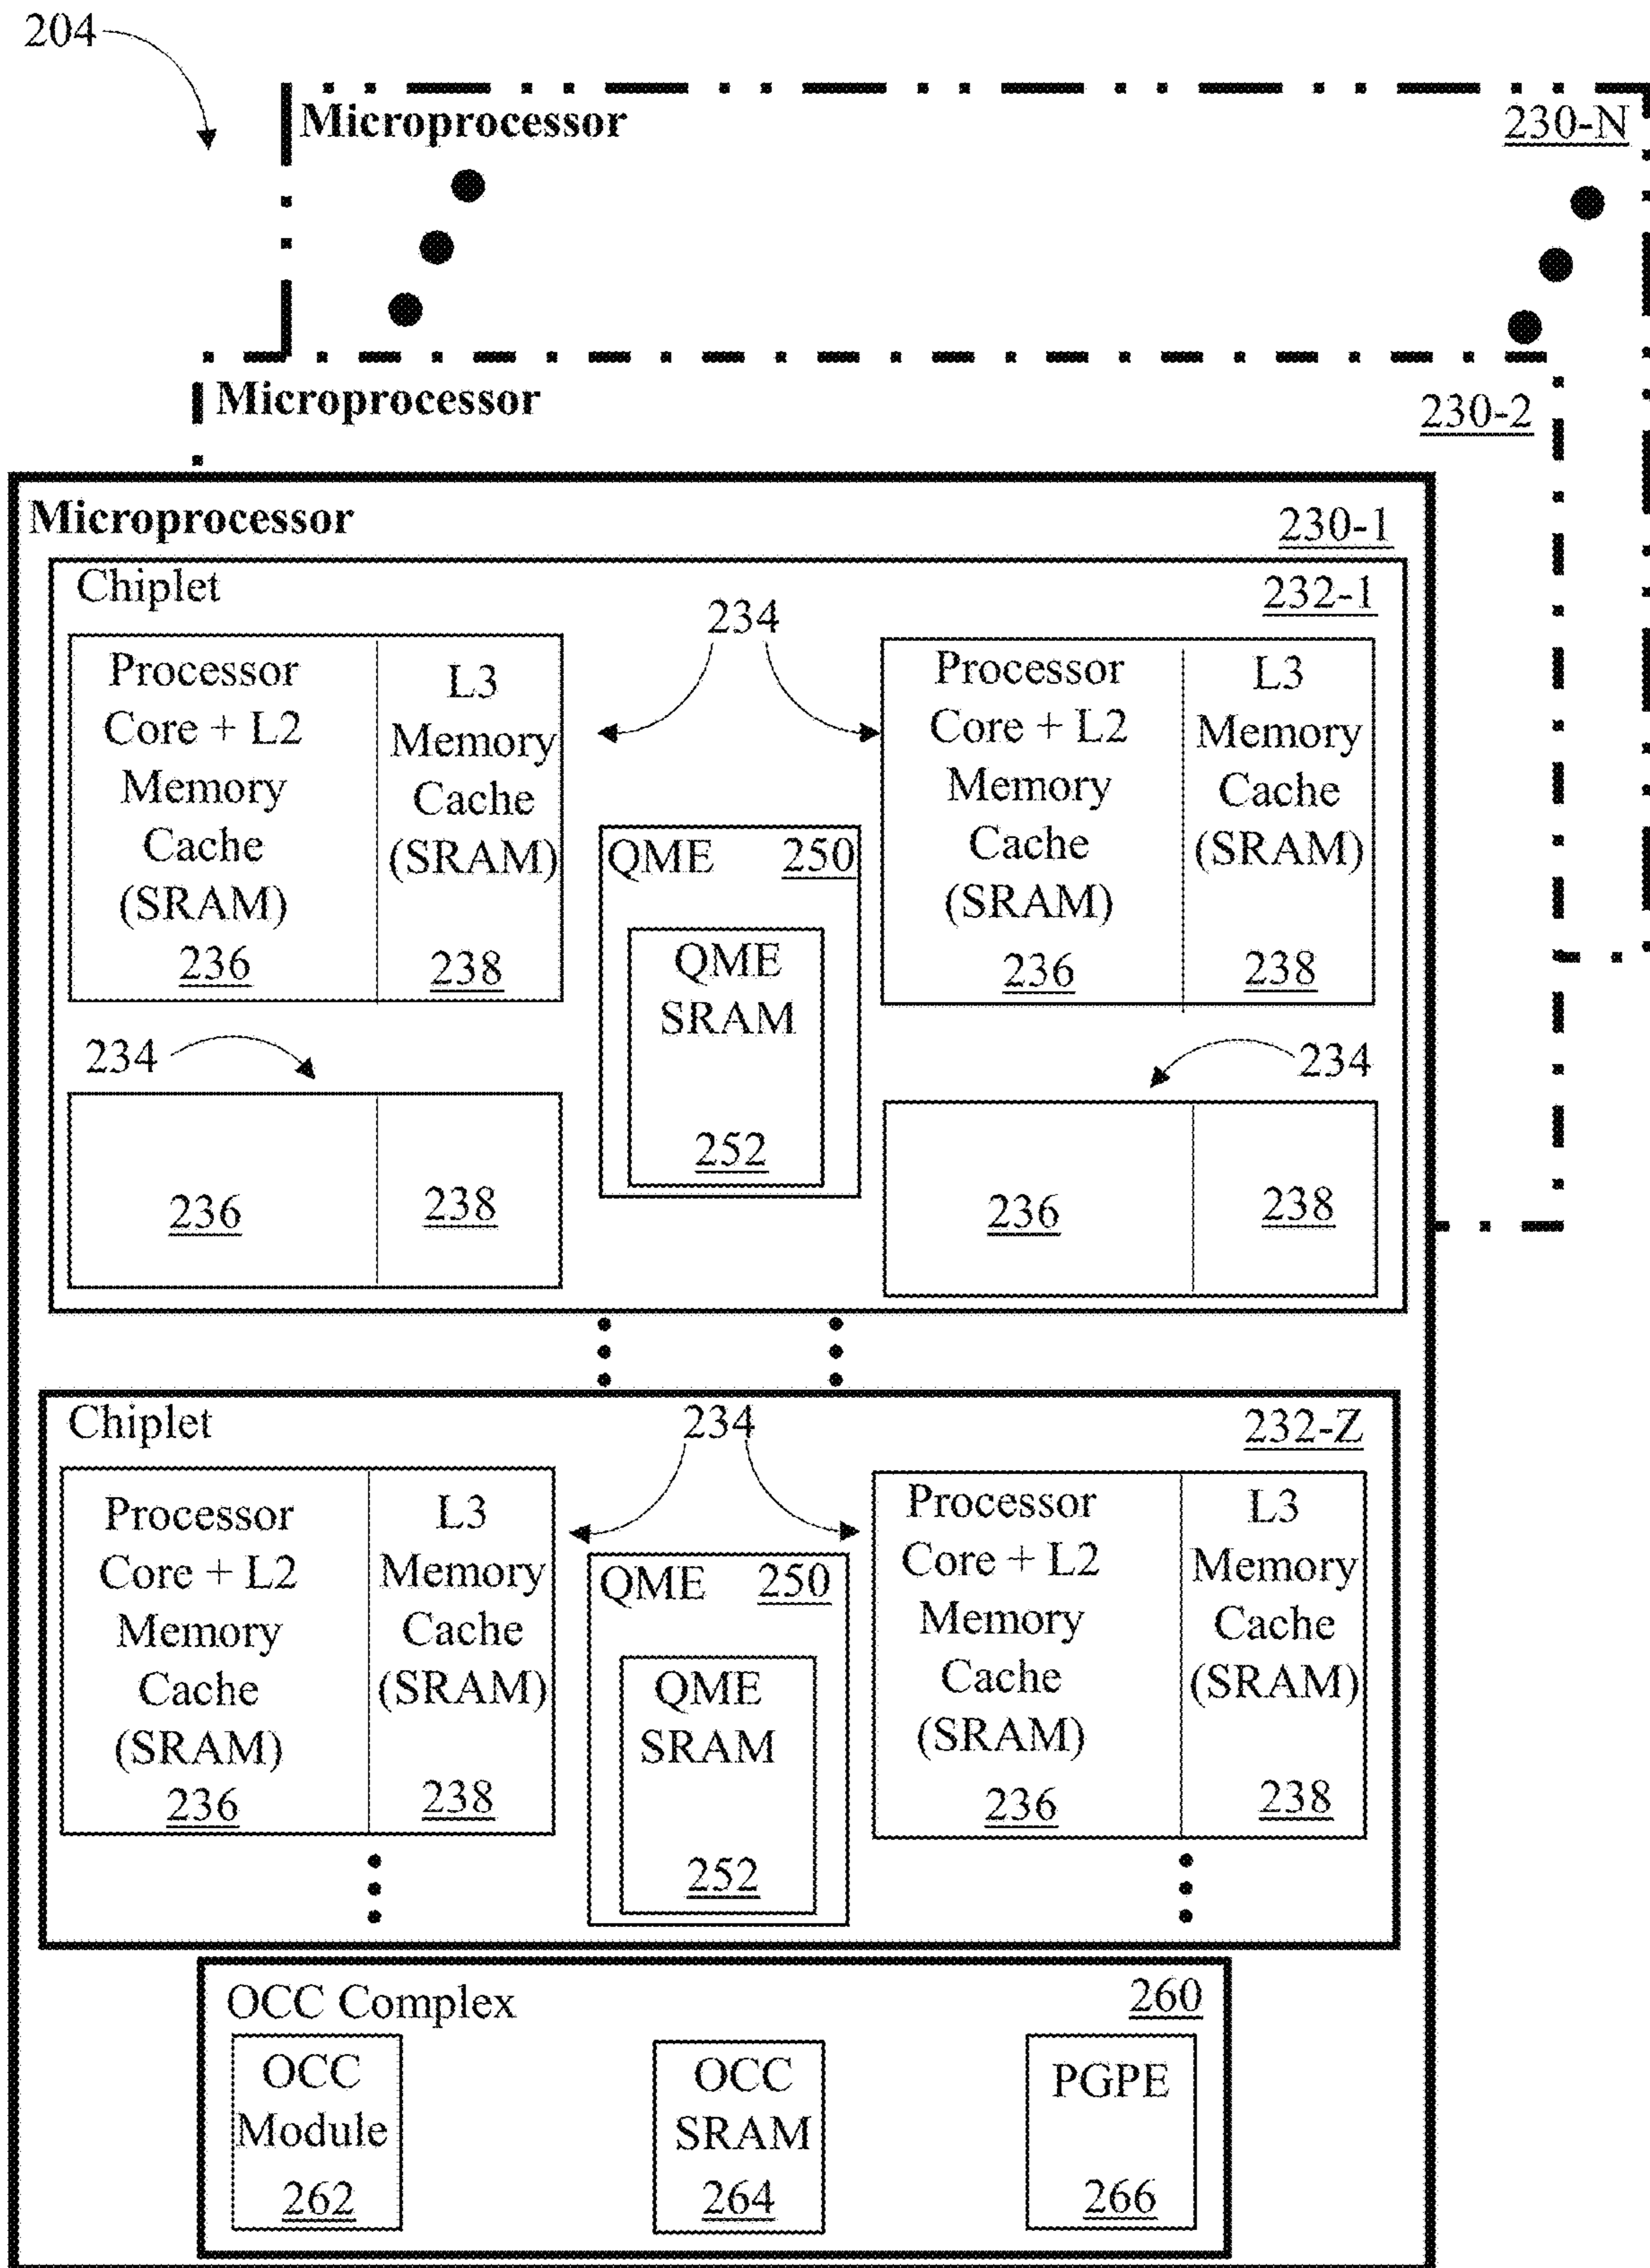 204
Microprocessor
230-N
Microprocessor
230-2
Microprocessor
230-1
Chiplet
232-1
234
Processor
Core + L2
Memory
Cache
(SRAM)
236
L3
Memory
Cache
(SRAM)
238
QME 250
QME
SRAM
252
Processor
Core + L2
Memory
Cache
(SRAM)
236
L3
Memory
Cache
(SRAM)
238
234
236
238
234
236
238
Chiplet
232-Z
234
Processor
Core + L2
Memory
Cache
(SRAM)
236
L3
Memory
Cache
(SRAM)
238
QME 250
QME
SRAM
252
Processor
Core + L2
Memory
Cache
(SRAM)
236
L3
Memory
Cache
(SRAM)
238
OCC Complex
260
OCC
Module
262
OCC
SRAM
264
PGPE
266